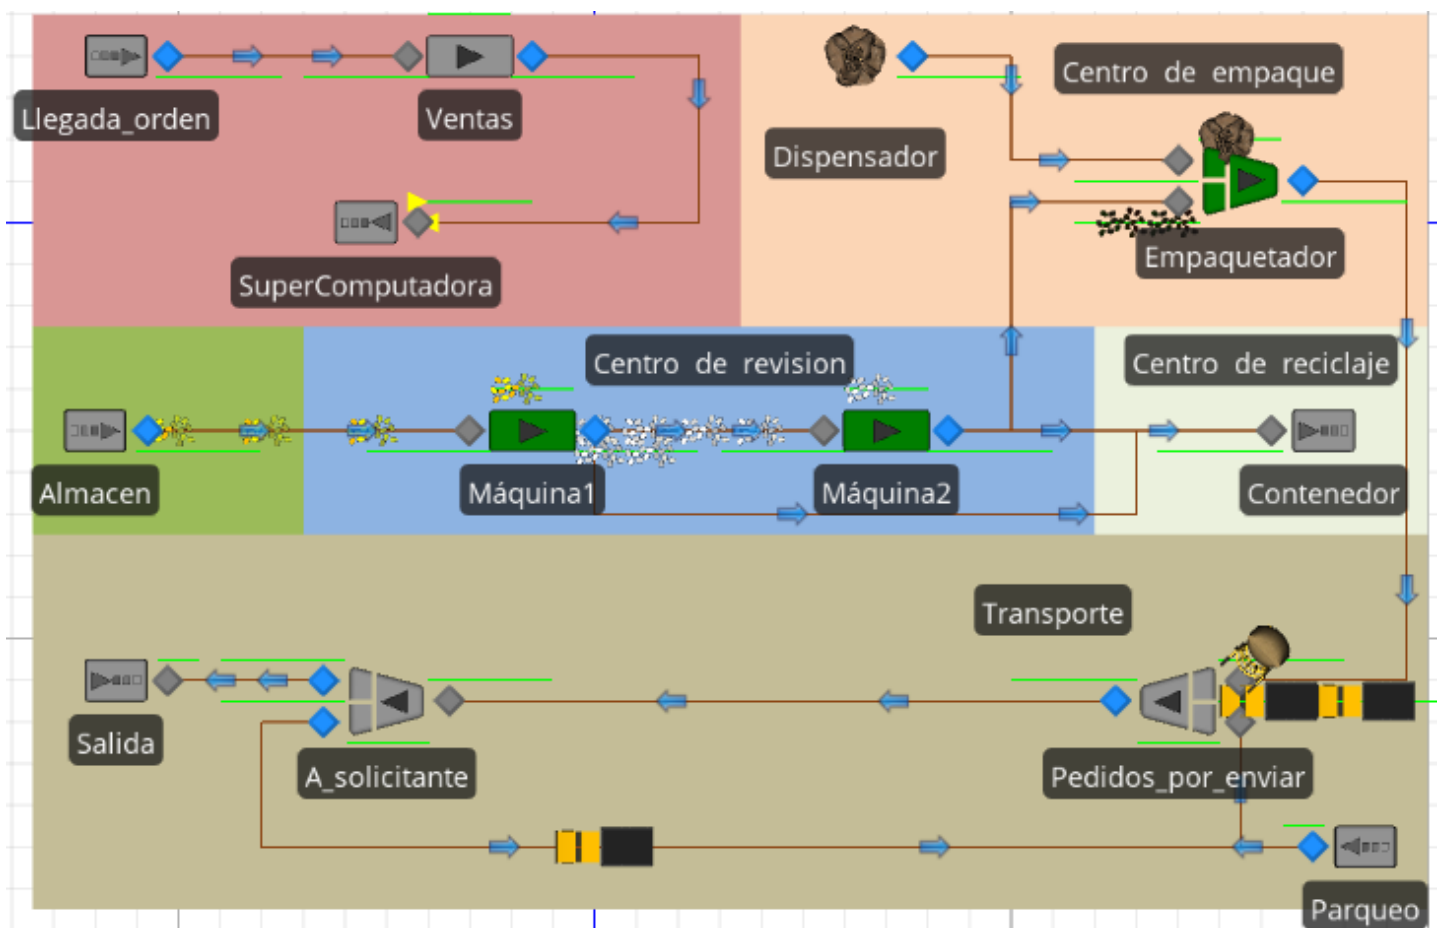 Llegada_orden
Ventas
SuperComputadora
Dispensador
Centro de empaque
Empaquetador
Centro de revision
Centro de reciclaje
Almacen
Máquina1
Máquina2
Contenedor
Transporte
Salida
A_solicitante
Pedidos_por_enviar
Parqueo